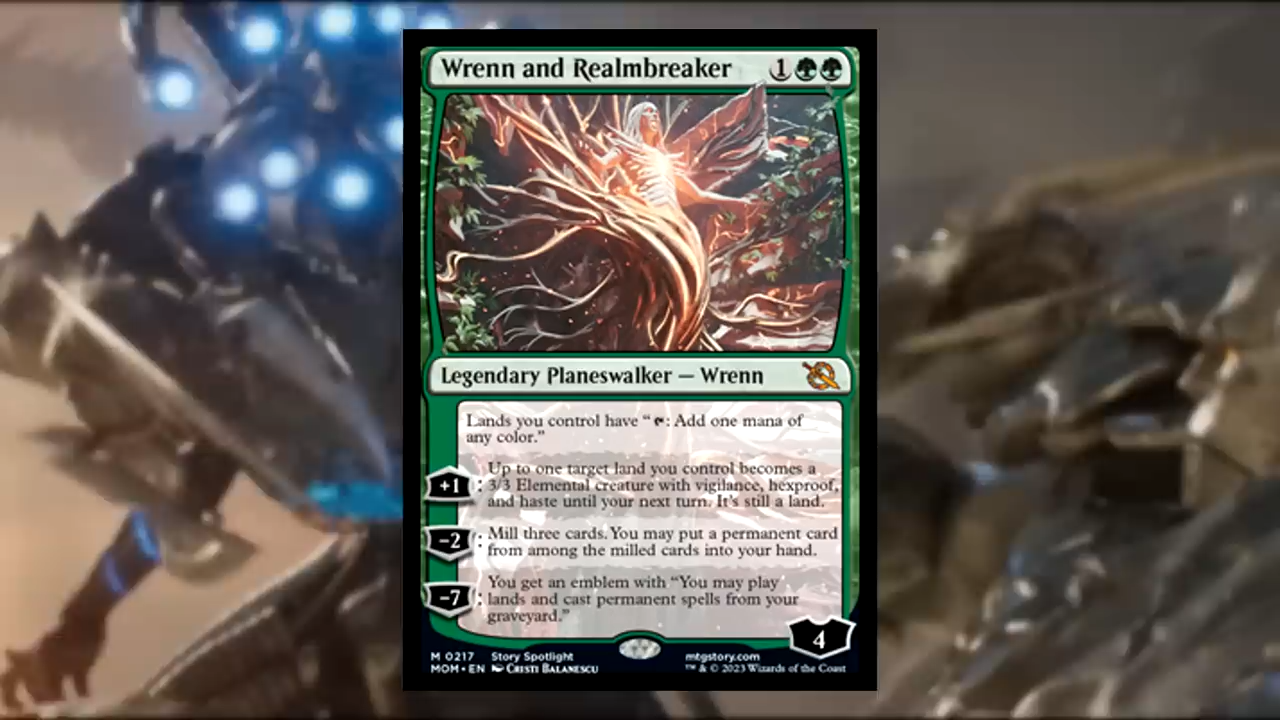 Wrenn and Realmbreaker 1
Legendary Planeswalker — Wrenn
Lands you control have “ : Add one mana of
any color.”
+1 : Up to one target land you control becomes a
3/3 Elemental creature with vigilance, hexproof,
and haste until your next turn. It’s still a land.
−2 : Mill three cards. You may put a permanent card
from among the milled cards into your hand.
−7 : You get an emblem with “You may play
lands and cast permanent spells from your
graveyard.”
4
M 0217 Story Spotlight mtgstory.com
MOM • EN Cristi Balanescu ™ & © 2023 Wizards of the Coast